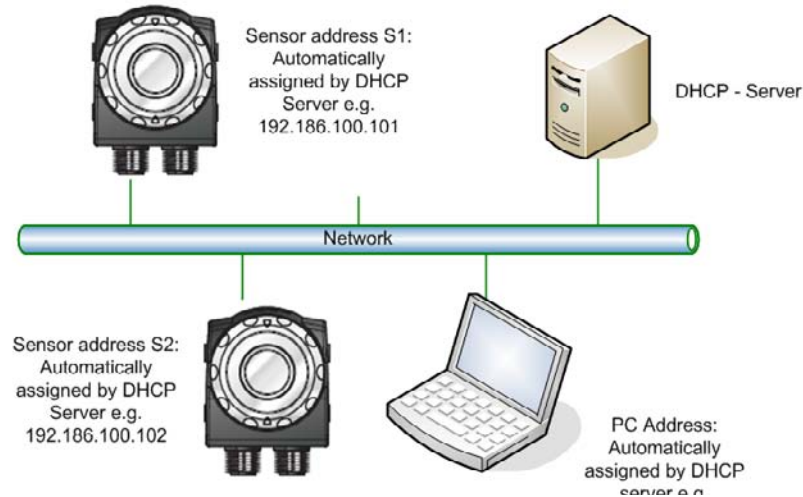 Sensor address S1:
Automatically
assigned by DHCP
Server e.g.
192.186.100.101
DHCP - Server
Network
Sensor address S2:
Automatically
assigned by DHCP
Server e.g.
192.186.100.102
PC Address:
Automatically
assigned by DHCP
server e.g.